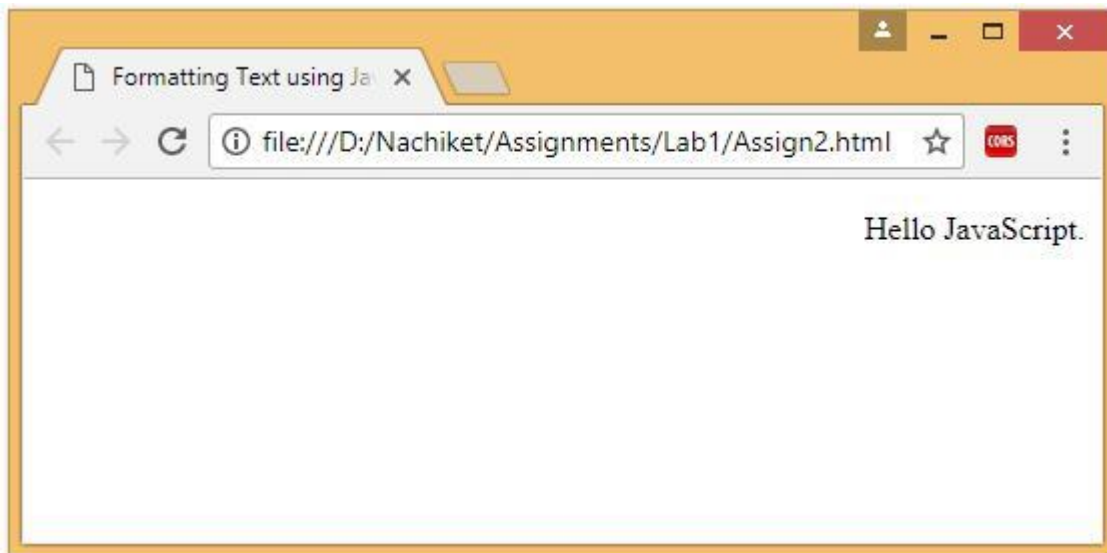 Formatting Text using Ja
file:///D:/Nachiket/Assignments/Lab1/Assign2.html
CORS
Hello JavaScript.